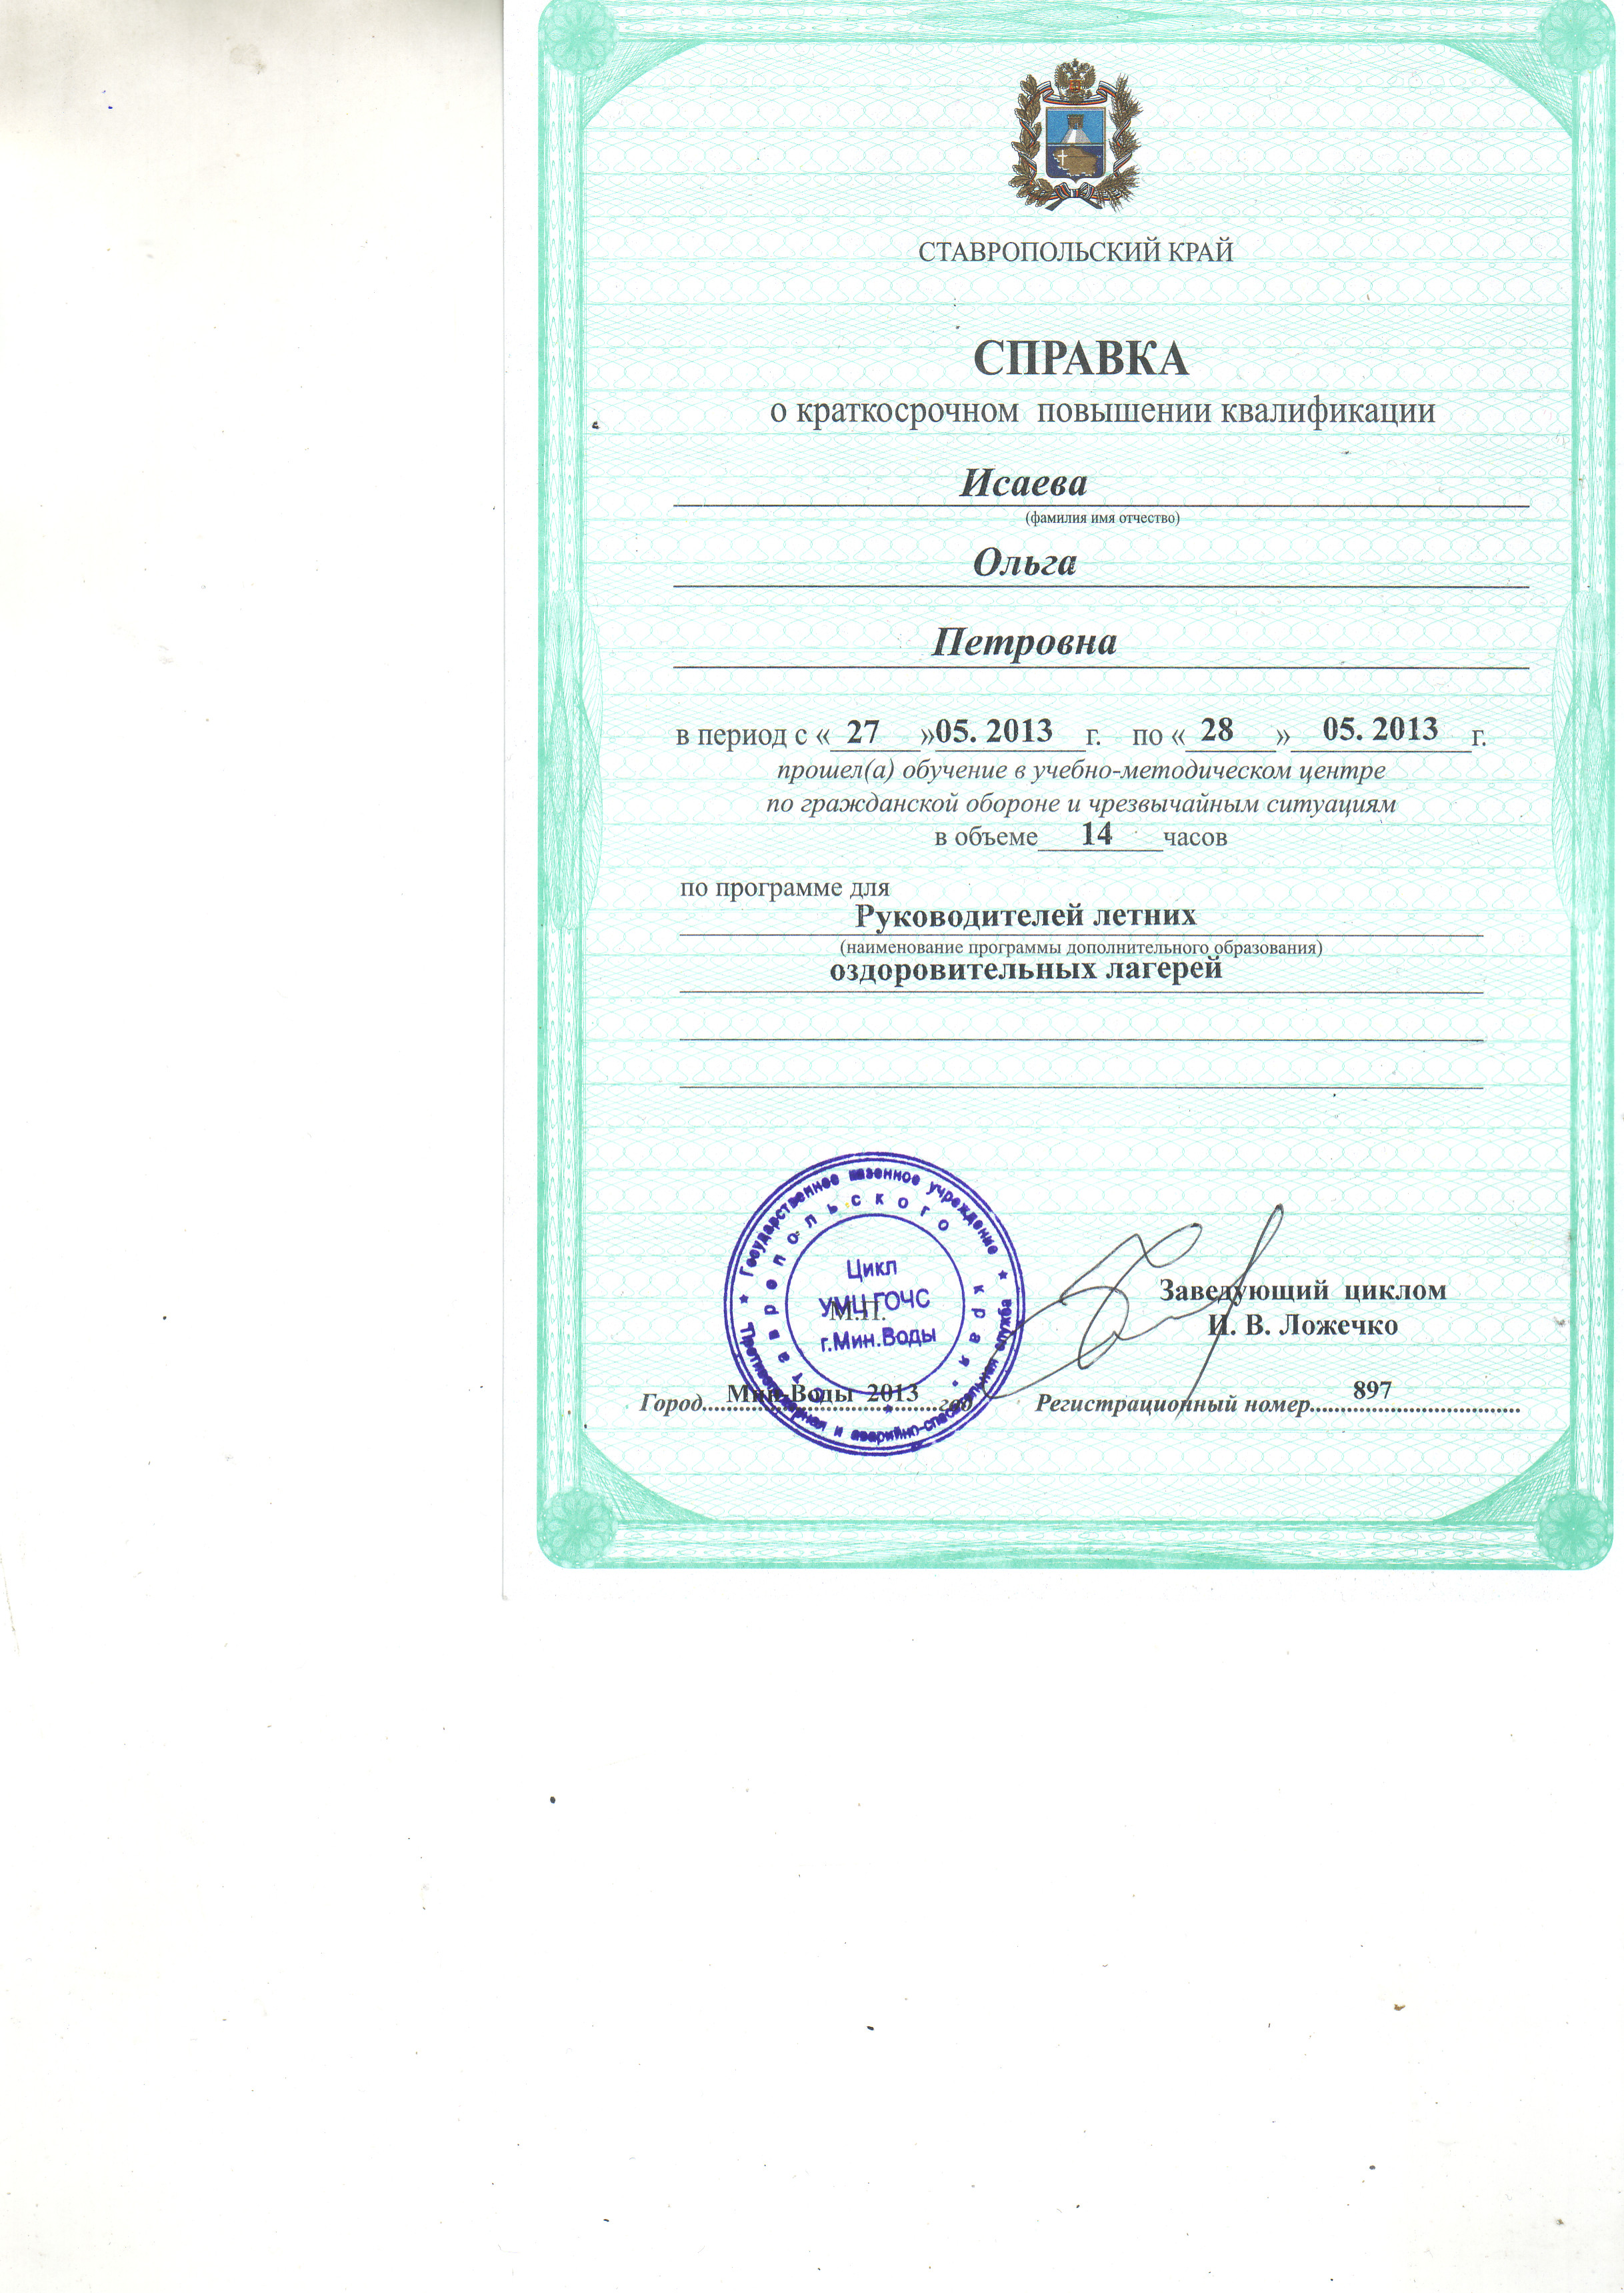 СТАВРОПОЛЬСКИЙ КРАЙ
СПРАВКА
о краткосрочном повышении квалификации
Исаева
(фамилия имя отчество)
Ольга
Петровна
в период с « 27 »05. 2013 г. по « 28 » 05. 2013 г.
прошел(а) обучение в учебно-методическом центре
по гражданской обороне и чрезвычайным ситуациям
в объеме 14 часов
по программе для
Руководителей летних
(наименование программы дополнительного образования)
оздоровительных лагерей
Государственное казенное учреждение
Противопожарная и аварийно-спасательная служба
Ставропольского края
Цикл
УМЦ ГОЧС
г.Мин.Воды
М.П.
Заведующий циклом
И. В. Ложечко
Город Мин-Воды 2013 год Регистрационный номер 897